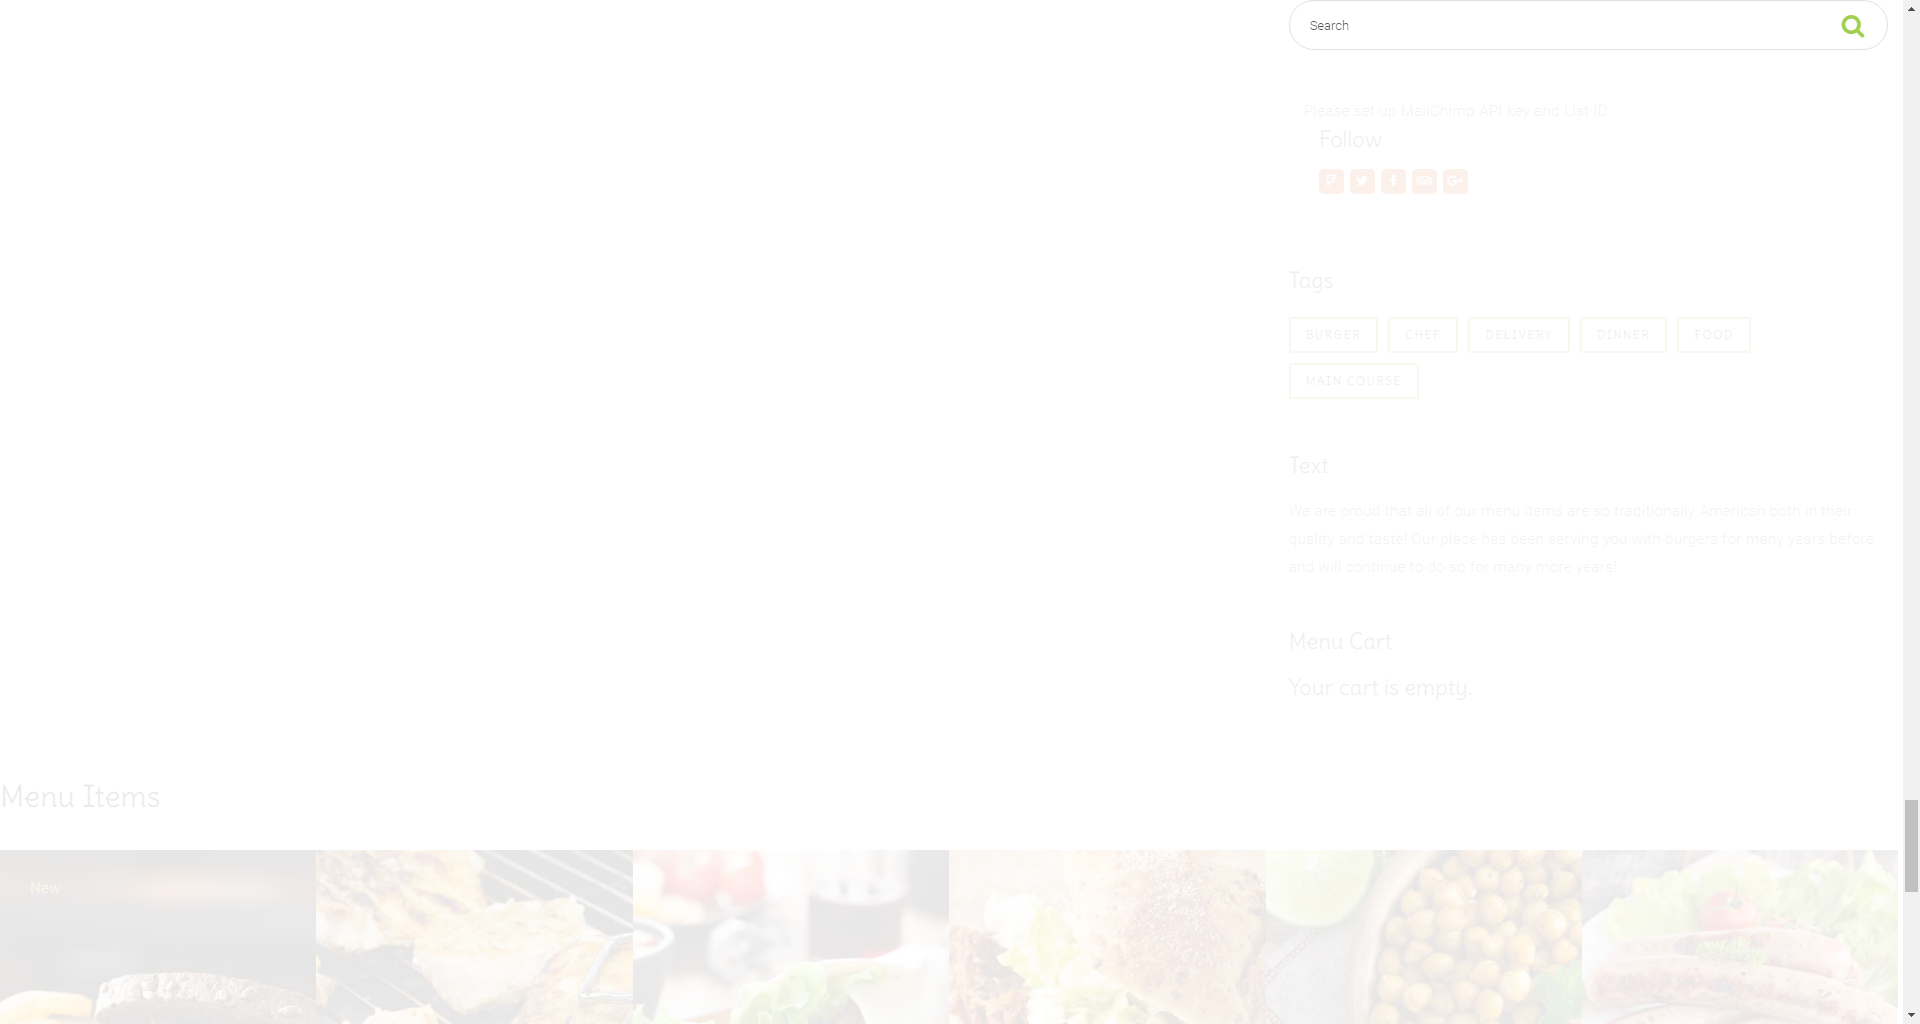 Search
Please set up MailChimp API key and List ID
Follow
Tags
BURGER
CHEF
DELIVERY
DINNER
FOOD
MAIN COURSE
Text
We are proud that all of our menu items are so traditionally American both in their
quality and taste! Our place has been serving you with burgers for many years before
and will continue to do so for many more years!
Menu Cart
Your cart is empty.
Menu Items
New